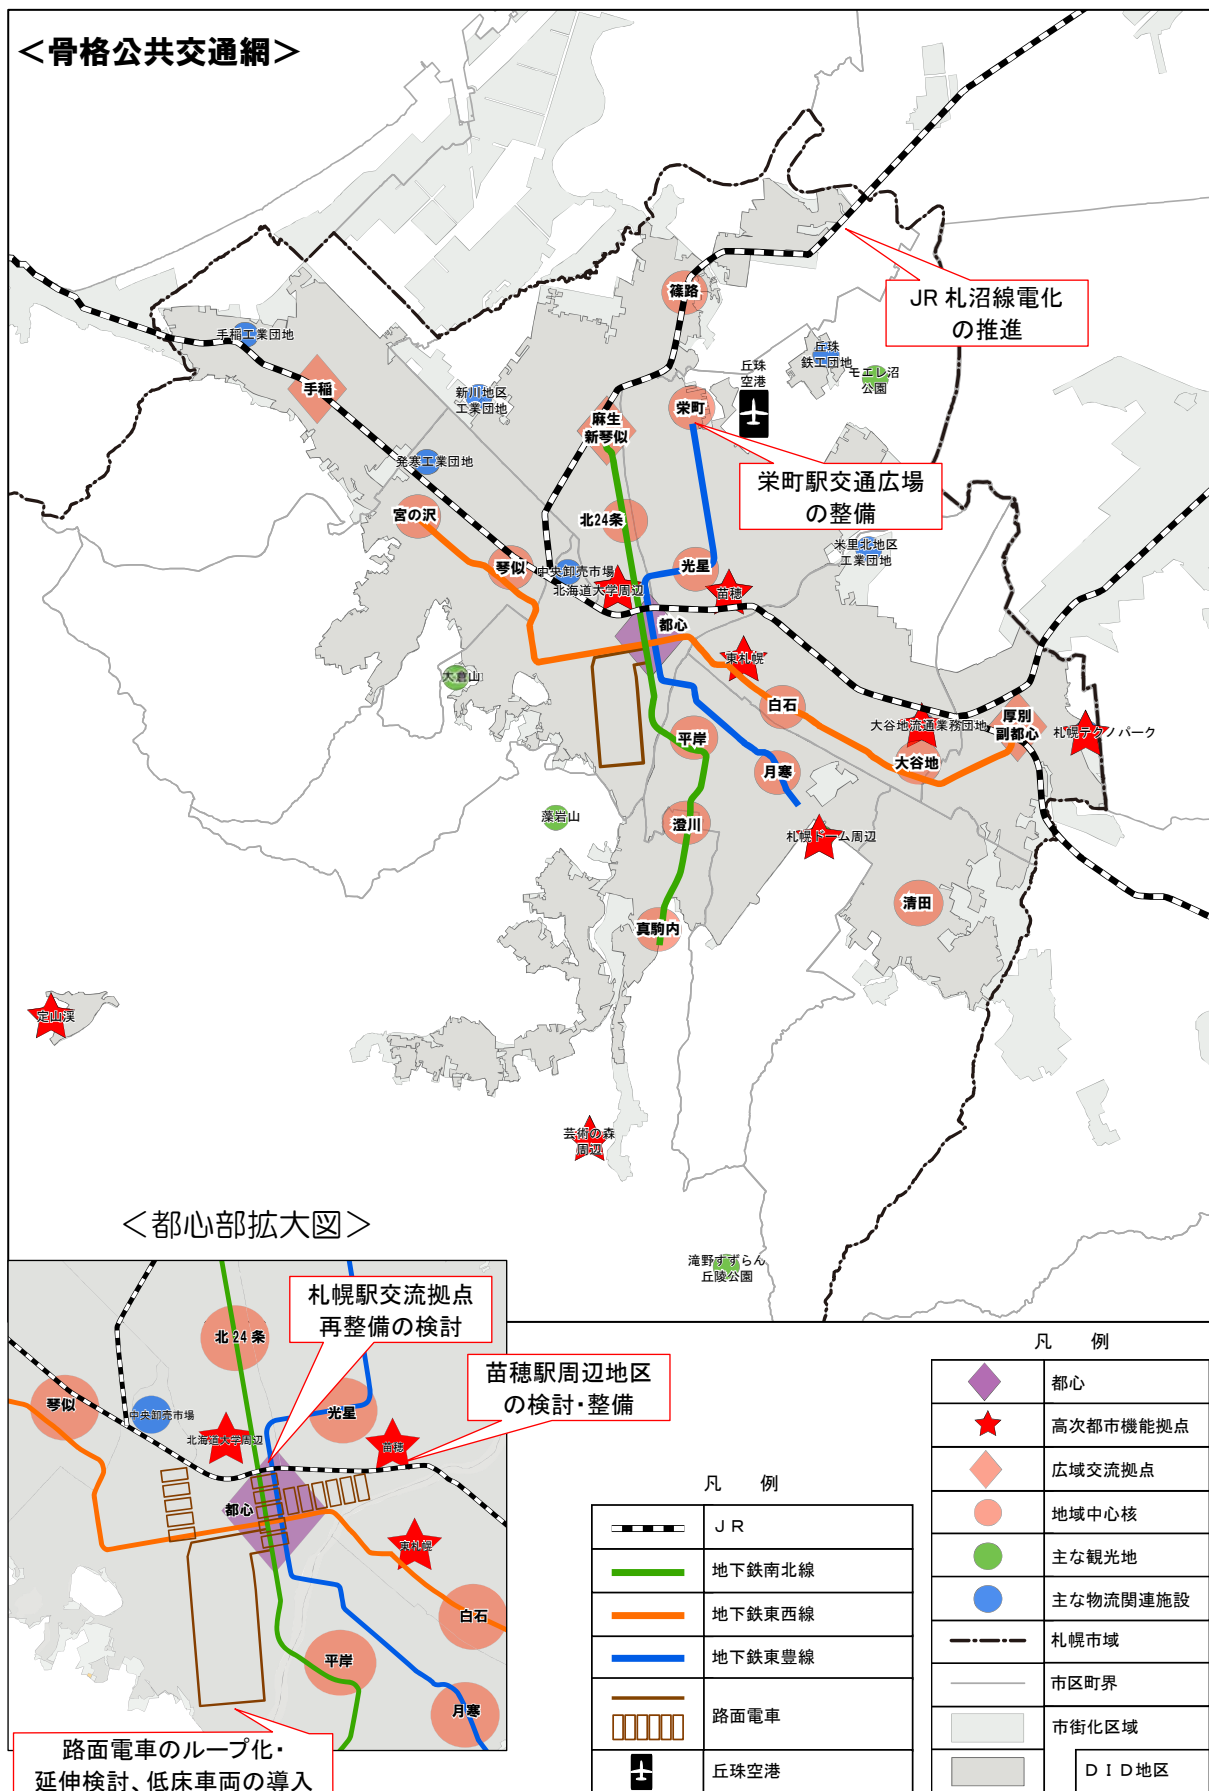 ＜骨格公共交通網＞
JR 札沼線電化
の推進
篠路
手稲工業団地
手稲
新川地区
工業団地
丘珠
空港
丘珠
鉄工団地
モエレ沼
公園
栄町
麻生
新琴似
発寒工業団地
栄町駅交通広場
の整備
宮の沢
北24条
琴似
中央卸売市場
北海道大学周辺
光星
苗穂
米里北地区
工業団地
都心
東札幌
大倉山
白石
平岸
大谷地流通業務団地
厚別
副都心
札幌テクノパーク
大谷地
月寒
藻岩山
澄川
札幌ドーム周辺
清田
真駒内
定山渓
芸術の森
周辺
滝野すずらん
丘陵公園
＜都心部拡大図＞
札幌駅交流拠点
再整備の検討
北24条
苗穂駅周辺地区
の検討・整備
琴似
中央卸売市場
北海道大学周辺
光星
苗穂
都心
東札幌
白石
平岸
月寒
路面電車のループ化・
延伸検討、低床車両の導入
凡　例
ＪＲ
地下鉄南北線
地下鉄東西線
地下鉄東豊線
路面電車
丘珠空港
凡　例
都心
高次都市機能拠点
広域交流拠点
地域中心核
主な観光地
主な物流関連施設
札幌市域
市区町界
市街化区域
ＤＩＤ地区